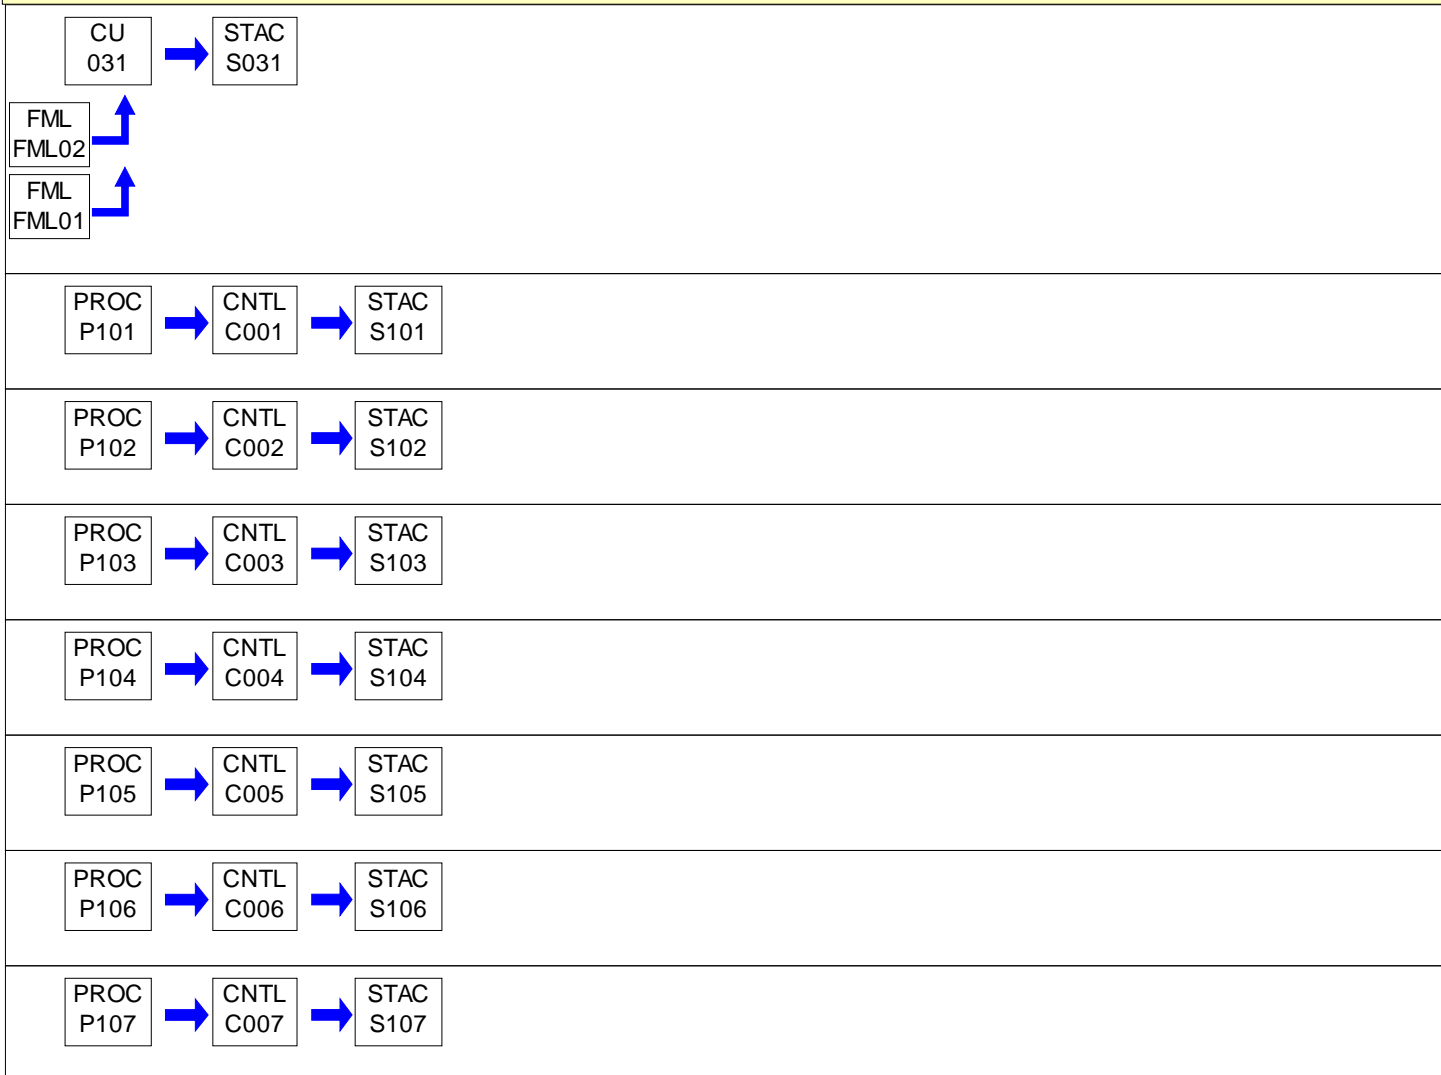 CU
031
STAC
S031
FML
FML02
FML
FML01
PROC
P101
CNTL
C001
STAC
S101
PROC
P102
CNTL
C002
STAC
S102
PROC
P103
CNTL
C003
STAC
S103
PROC
P104
CNTL
C004
STAC
S104
PROC
P105
CNTL
C005
STAC
S105
PROC
P106
CNTL
C006
STAC
S106
PROC
P107
CNTL
C007
STAC
S107